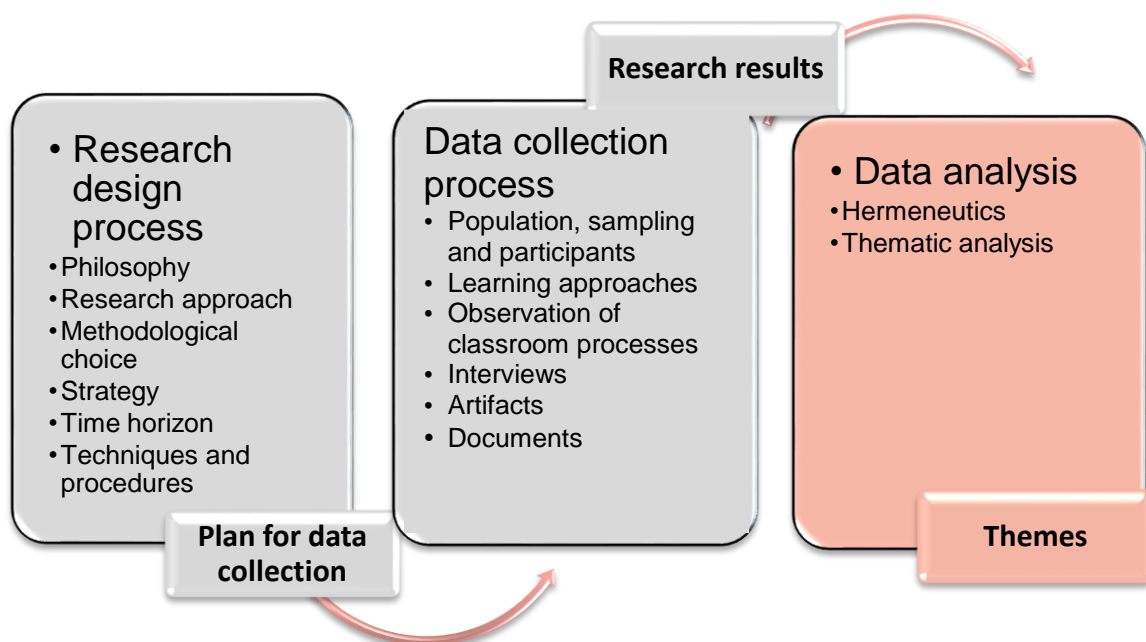 • Research
design
process
•Philosophy
•Research approach
•Methodological
choice
•Strategy
•Time horizon
•Techniques and
procedures
Plan for data
collection
Data collection
process
• Population, sampling
and participants
• Learning approaches
• Observation of
classroom processes
• Interviews
• Artifacts
• Documents
Research results
• Data analysis
•Hermeneutics
•Thematic analysis
Themes